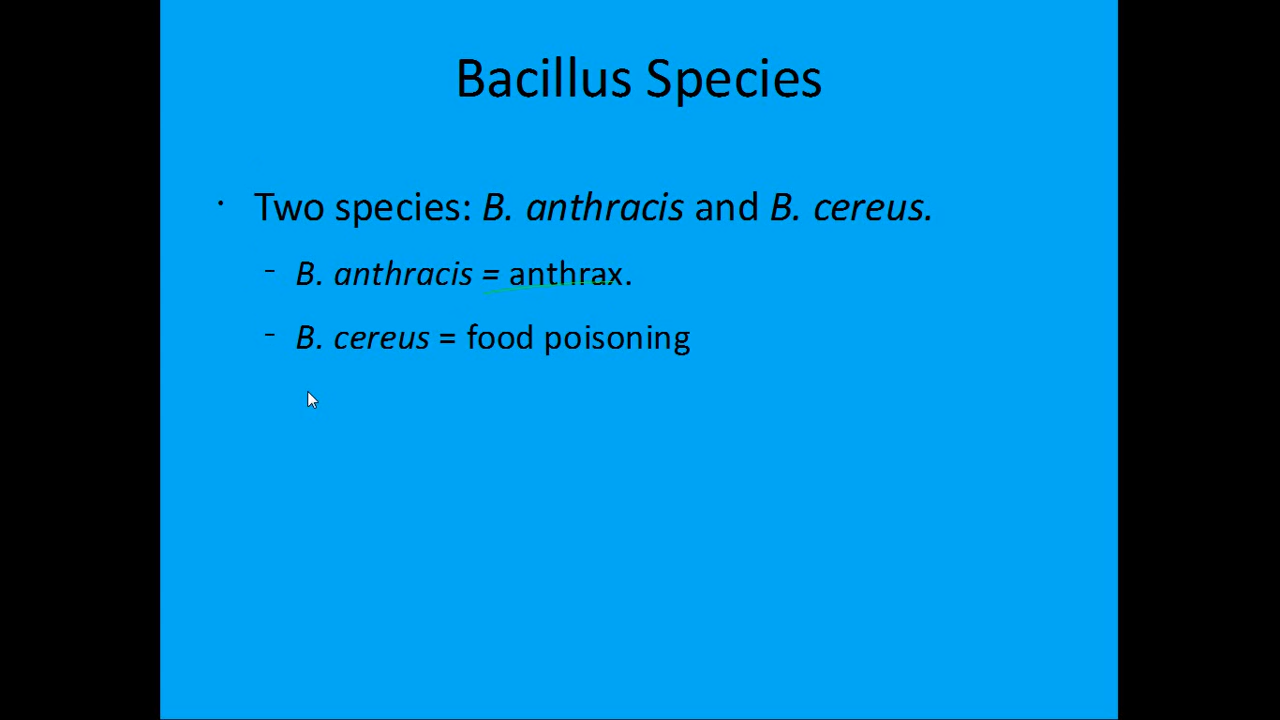 Bacillus Species
• Two species: B. anthracis and B. cereus.
– B. anthracis = anthrax.
– B. cereus = food poisoning